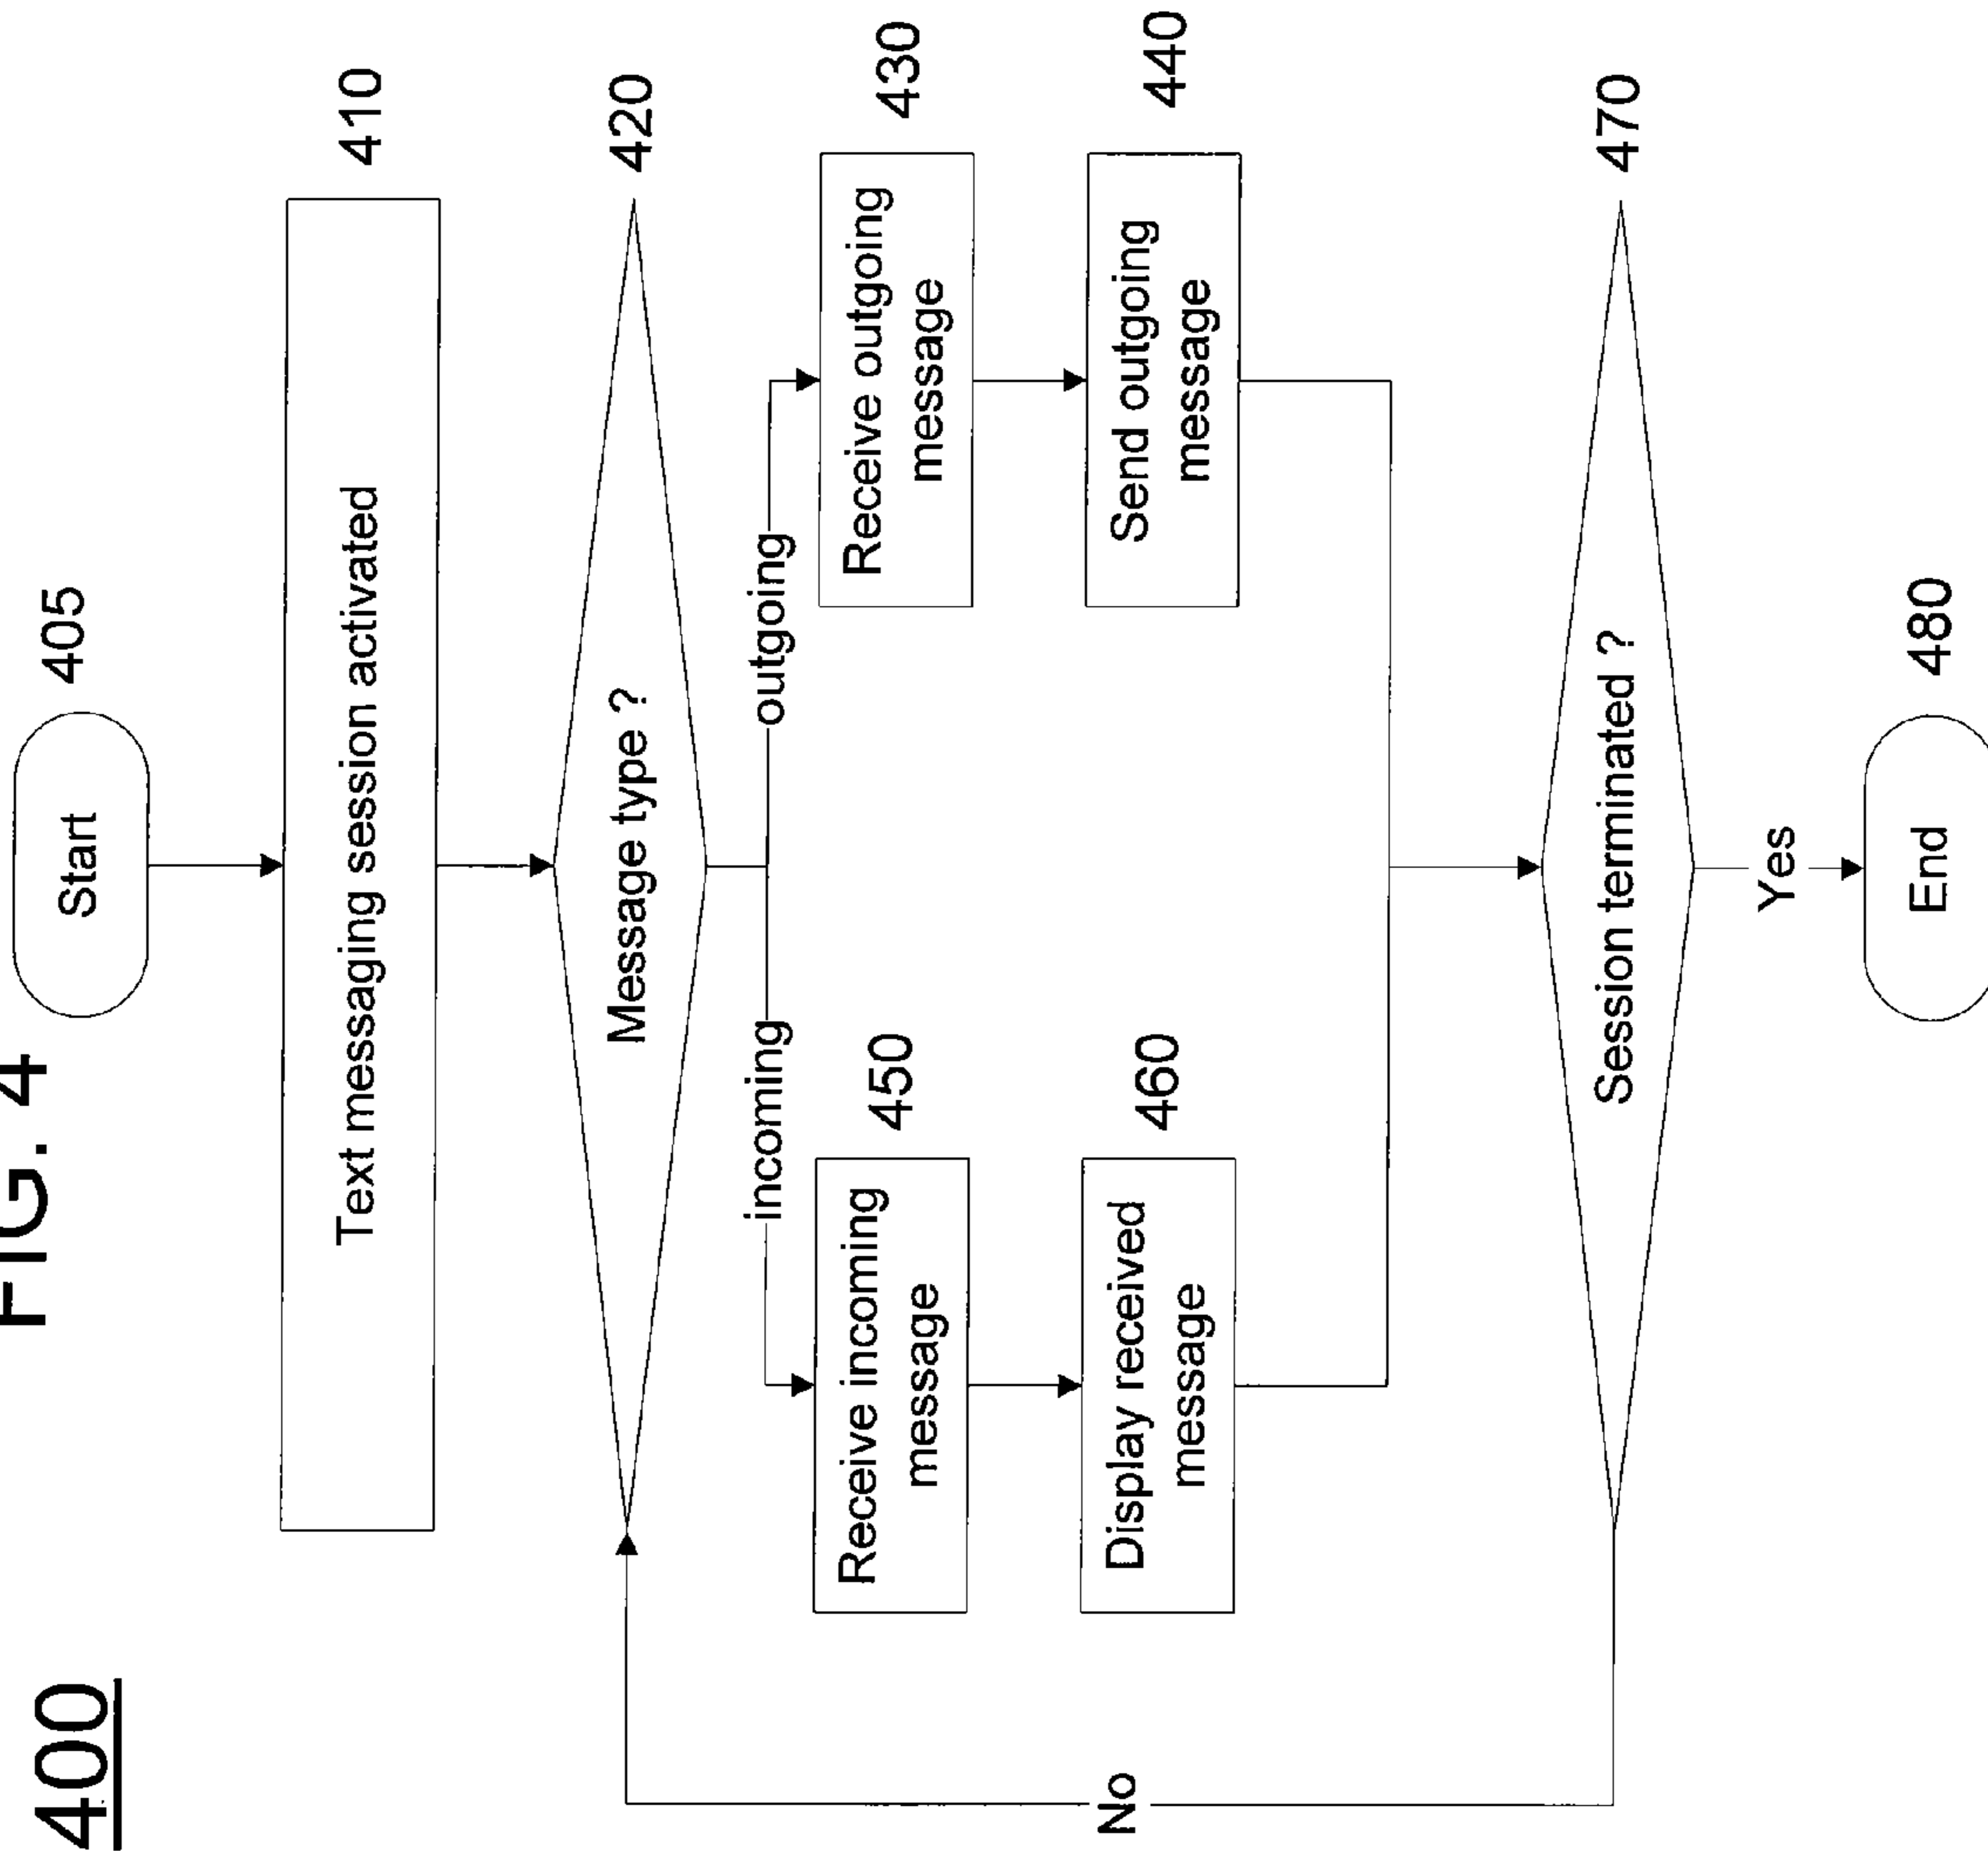 400
FIG. 4
Start
405
Text messaging session activated
410
Message type ?
420
incoming
outgoing
Receive incoming
message
450
Receive outgoing
message
430
Display received
message
460
Send outgoing
message
440
No
Session terminated ?
470
Yes
End
480